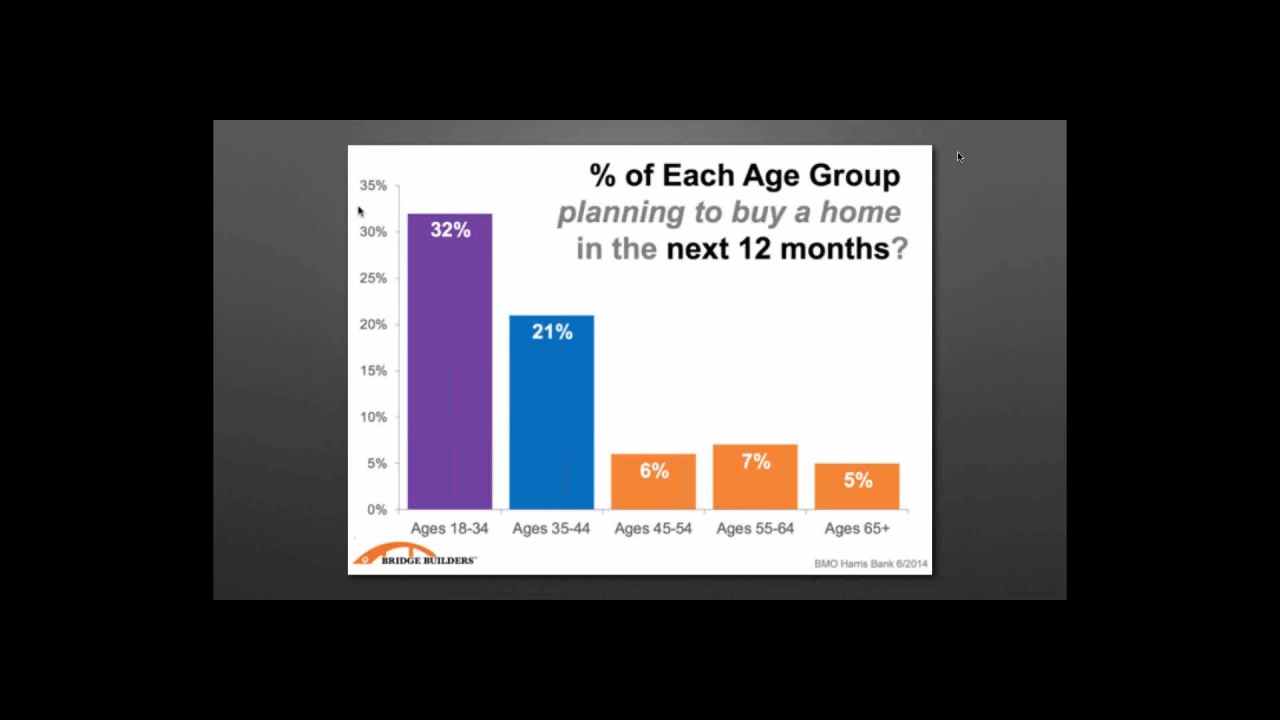 % of Each Age Group
planning to buy a home
in the next 12 months?
35%
30%
25%
20%
15%
10%
5%
0%
32%
21%
6%
7%
5%
Ages 18-34
Ages 35-44
Ages 45-54
Ages 55-64
Ages 65+
BRIDGE BUILDERS™
BMO Harris Bank 6/2014